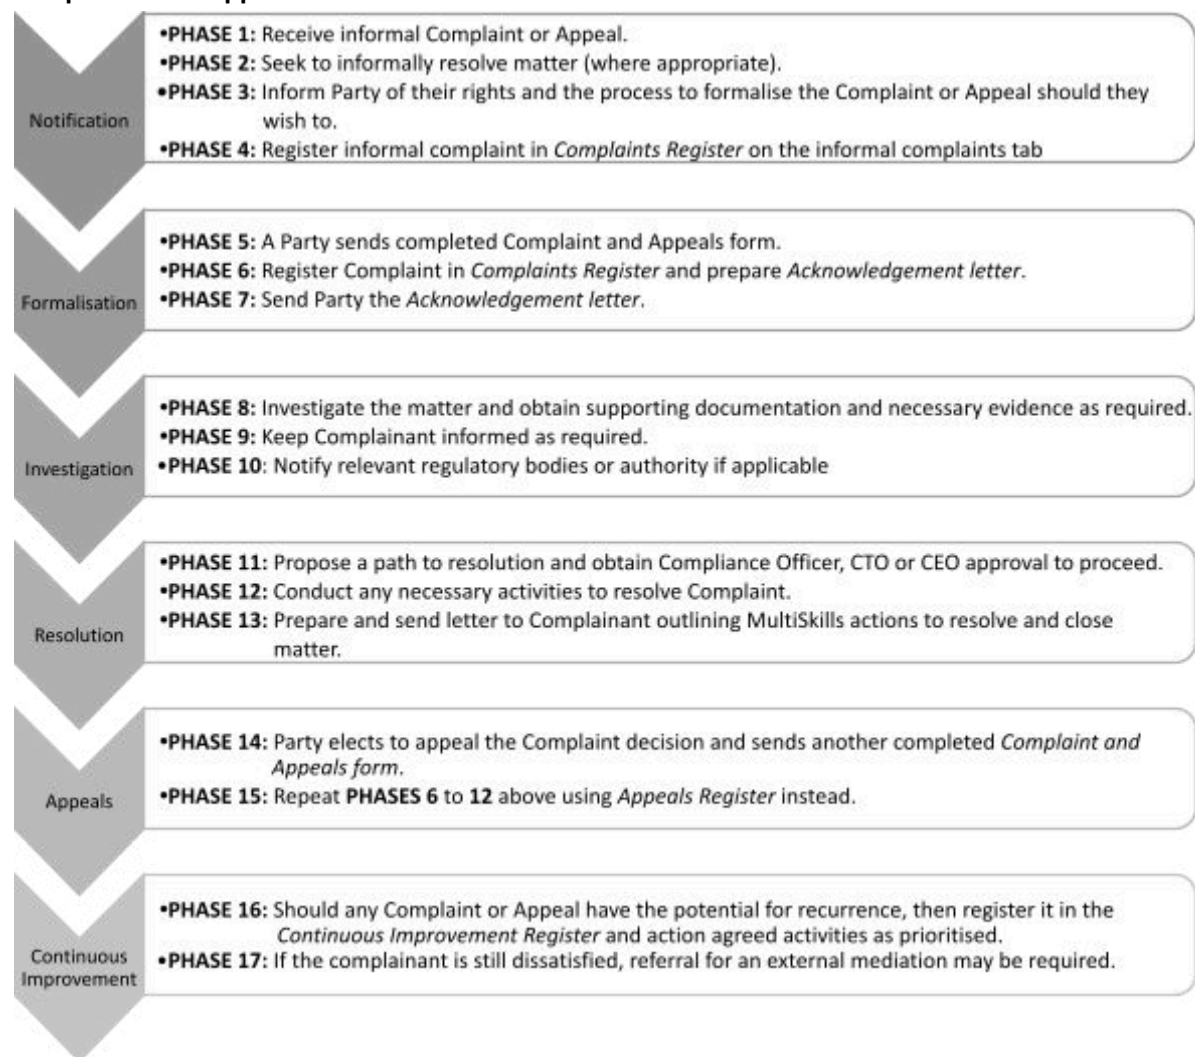 •PHASE 1: Receive informal Complaint or Appeal.
•PHASE 2: Seek to informally resolve matter (where appropriate).
•PHASE 3: Inform Party of their rights and the process to formalise the Complaint or Appeal should they
wish to.
•PHASE 4: Register informal complaint in Complaints Register on the informal complaints tab
Notification
•PHASE 5: A Party sends completed Complaint and Appeals form.
•PHASE 6: Register Complaint in Complaints Register and prepare Acknowledgement letter.
•PHASE 7: Send Party the Acknowledgement letter.
Formalisation
•PHASE 8: Investigate the matter and obtain supporting documentation and necessary evidence as required.
•PHASE 9: Keep Complainant informed as required.
•PHASE 10: Notify relevant regulatory bodies or authority if applicable
Investigation
•PHASE 11: Propose a path to resolution and obtain Compliance Officer, CTO or CEO approval to proceed.
•PHASE 12: Conduct any necessary activities to resolve Complaint.
•PHASE 13: Prepare and send letter to Complainant outlining MultiSkills actions to resolve and close
matter.
Resolution
•PHASE 14: Party elects to appeal the Complaint decision and sends another completed Complaint and
Appeals form.
•PHASE 15: Repeat PHASES 6 to 12 above using Appeals Register instead.
Appeals
•PHASE 16: Should any Complaint or Appeal have the potential for recurrence, then register it in the
Continuous Improvement Register and action agreed activities as prioritised.
•PHASE 17: If the complainant is still dissatisfied, referral for an external mediation may be required.
Continuous
Improvement